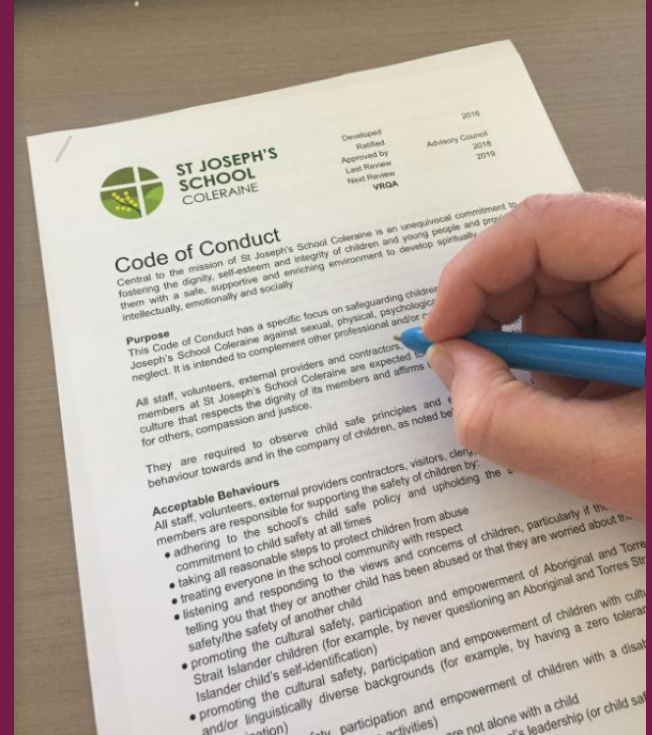 ST JOSEPH'S
SCHOOL
COLERAINE
Developed 2016
Ratified
Approved by Advisory Council
Last Review 2018
Next Review 2019
VRQA
Code of Conduct
Central to the mission of St Joseph's School Coleraine is an unequivocal commitment to
fostering the dignity, self-esteem and integrity of children and young people and
them with a safe, supportive and enriching environment to develop spiritually,
intellectually, emotionally and socially
Purpose
This Code of Conduct has a specific focus on safeguarding children
Joseph's School Coleraine against sexual, physical, psychological
neglect. It is intended to complement other professional and/or
All staff, volunteers, external providers and contractors,
members at St Joseph's School Coleraine are expected
culture that respects the dignity of its members and affirms
for others, compassion and justice.
They are required to observe child safe principles and
behaviour towards and in the company of children, as noted
Acceptable Behaviours
All staff, volunteers, external providers contractors, visitors,
members are responsible for supporting the safety of children by:
• adhering to the school's child safe policy and upholding the
commitment to child safety at all times
• taking all reasonable steps to protect children from abuse
• treating everyone in the school community with respect
• listening and responding to the views and concerns of children, particularly if
telling you that they or another child has been abused or that they are worried about
safety/the safety of another child
• promoting the cultural safety, participation and empowerment of Aboriginal and
Strait Islander children (for example, by never questioning an Aboriginal and Torres
Islander child's self-identification)
• promoting the cultural safety, participation and empowerment of children with
and/or linguistically diverse backgrounds (for example, by having a zero
participation and empowerment of children with a
activities)
not alone with a child
leadership (or child